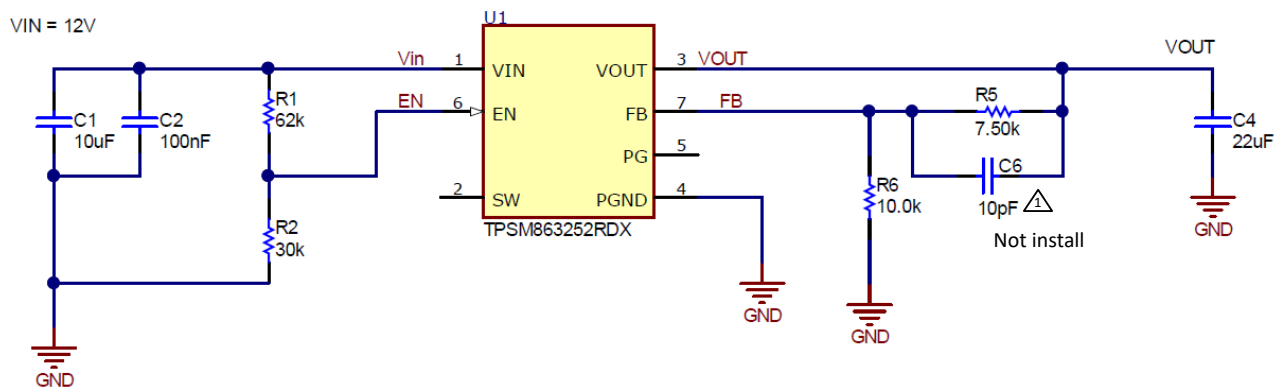 VIN = 12V
U1
Vin 1 VIN VOUT 3 VOUT
VOUT
EN 6 EN FB 7 FB
PG 5
2 SW PGND 4
TPSM863252RDX
C1
10uF
C2
100nF
R1
62k
R2
30k
R5
7.50k
C6
10pF 1
Not install
R6
10.0k
C4
22uF
GND
GND
GND
GND